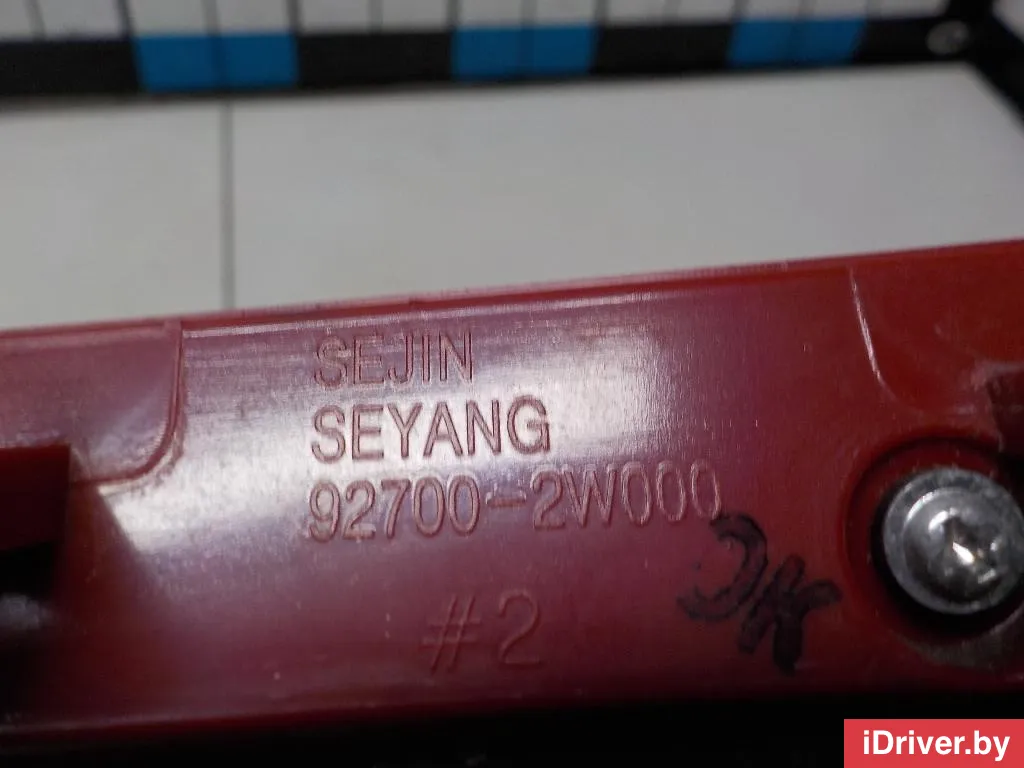 SEJIN
SEYANG
92700-2W000
#2
iDriver.by